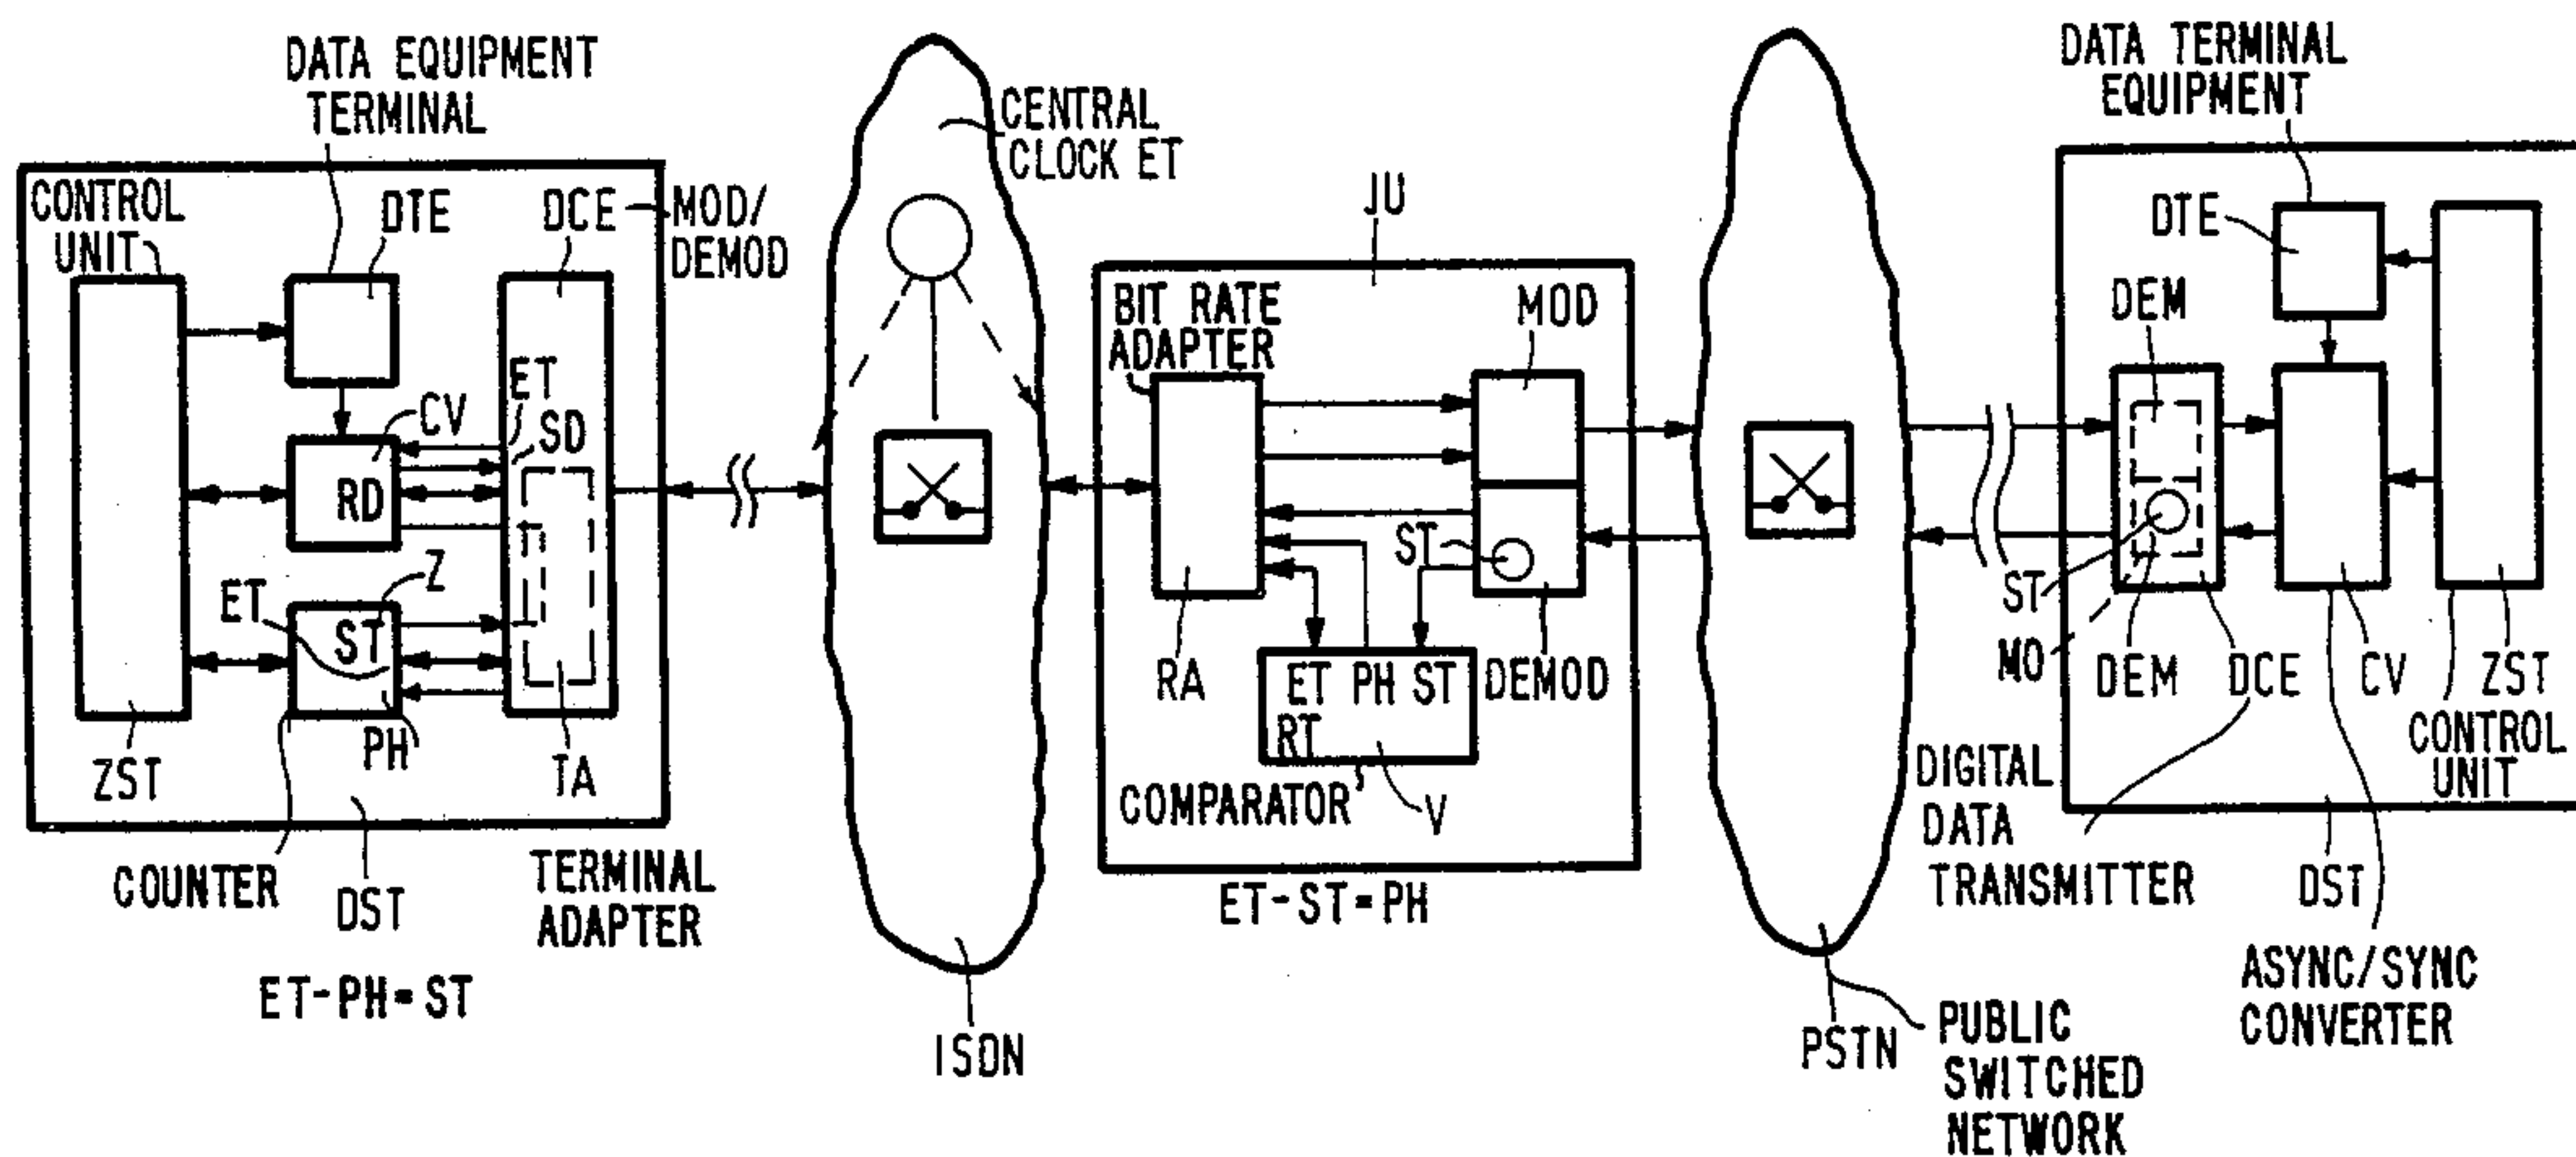 DATA EQUIPMENT
TERMINAL
CONTROL
UNIT
DTE
DCE
MOD/
DEMOD
CV
ET
SD
RD
Z
ET
ST
PH
ZST
TA
COUNTER
DST
TERMINAL
ADAPTER
ET-PH=ST
CENTRAL
CLOCK ET
ISDN
JU
BIT RATE
ADAPTER
MOD
ST
RA
ET PH ST
RT
DEMOD
COMPARATOR
V
ET-ST=PH
PSTN
PUBLIC
SWITCHED
NETWORK
DATA TERMINAL
EQUIPMENT
DTE
DEM
ST
MO
DEM
DCE
CV
ZST
CONTROL
UNIT
DIGITAL
DATA
TRANSMITTER
DST
ASYNC/SYNC
CONVERTER